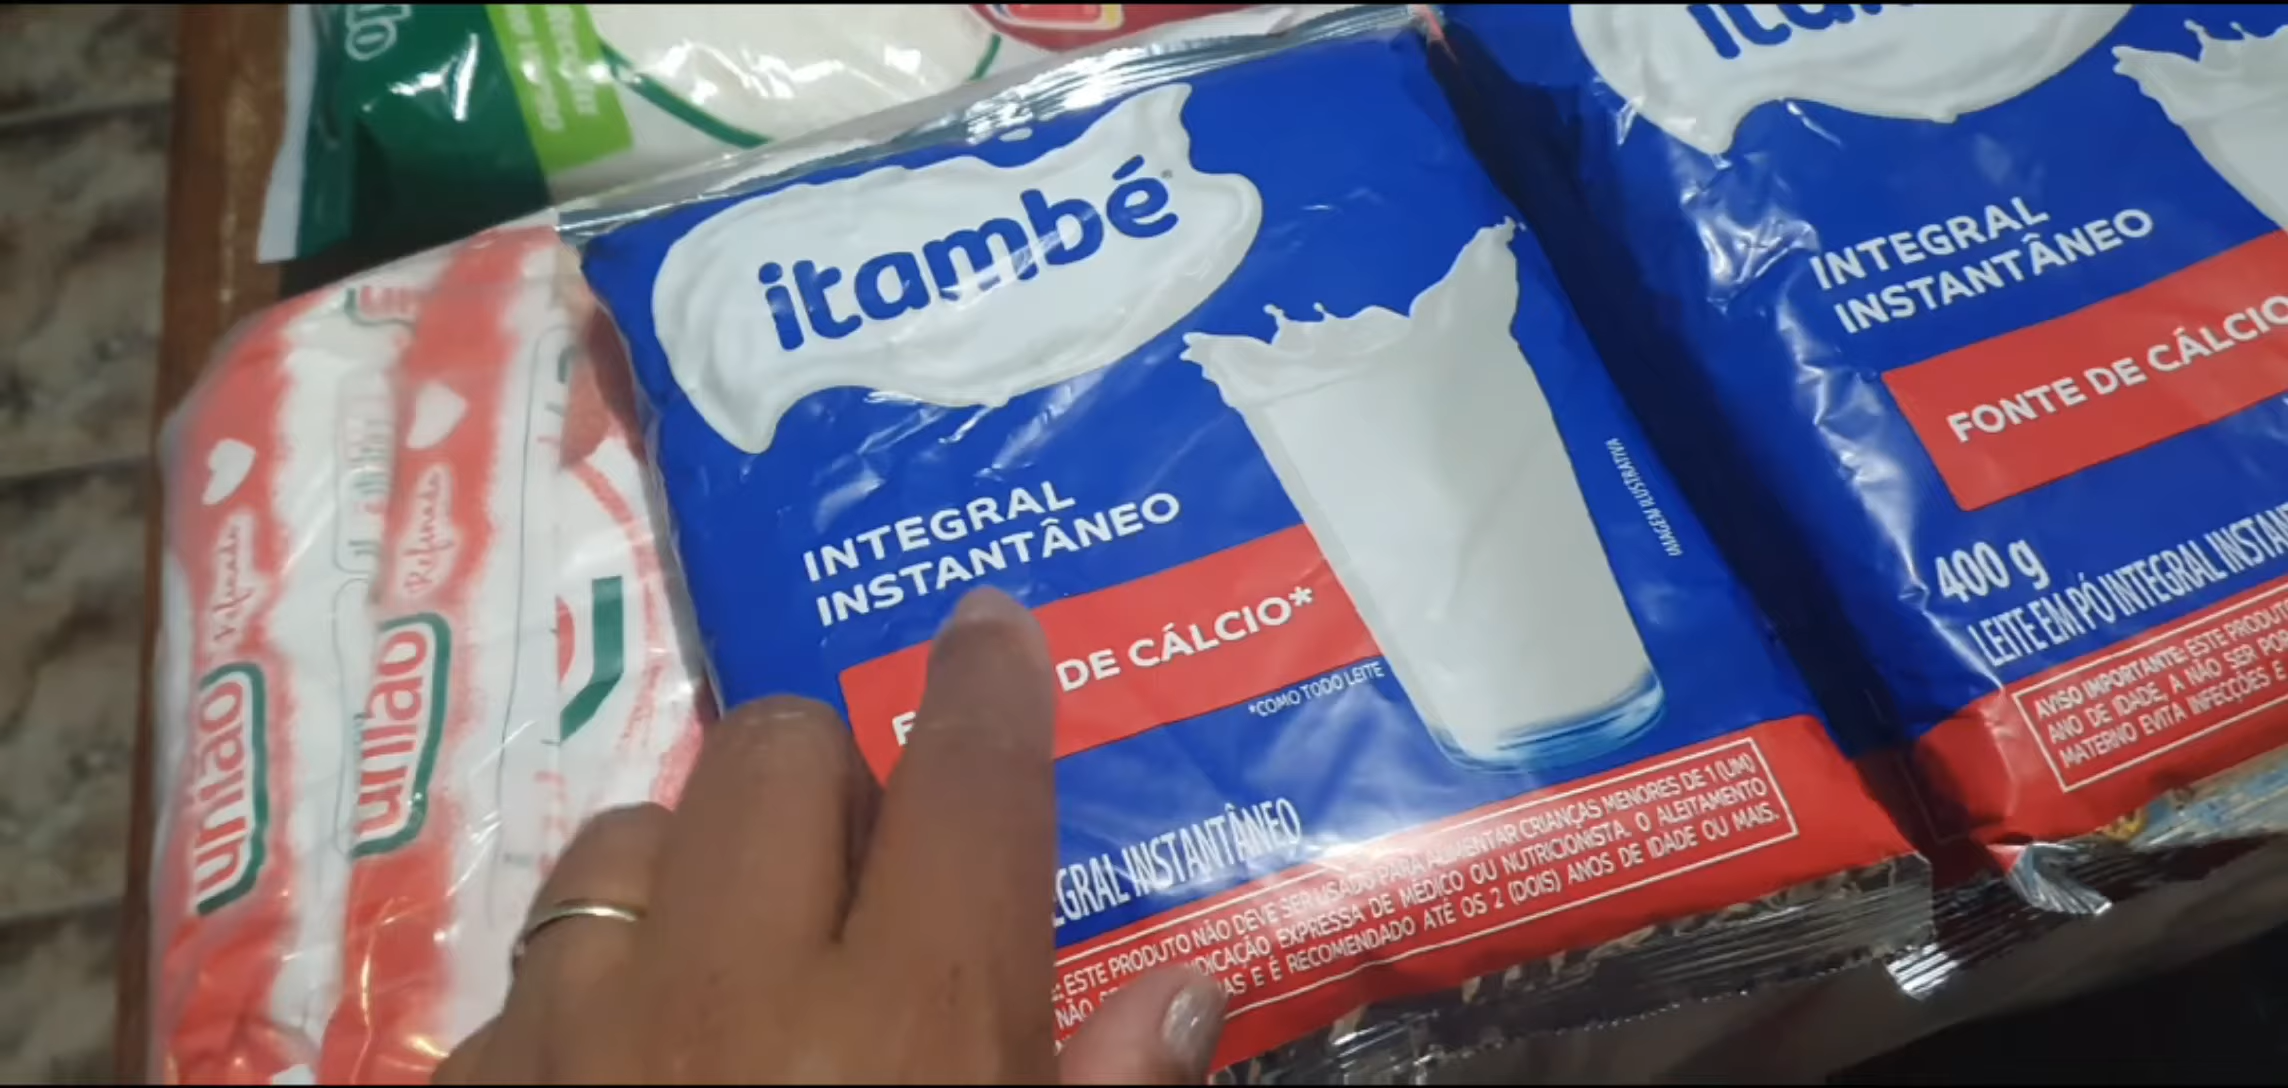 itambé
INTEGRAL
INSTANTÂNEO
DE CÁLCIO*
*COMO TODO LEITE
IMAGEM ILUSTRATIVA
EGRAL INSTANTÂNEO
ESTE PRODUTO NÃO DEVE SER USADO PARA ALIMENTAR CRIANÇAS MENORES DE 1 (UM)
NÃO EXPRESSA DE MÉDICO OU NUTRICIONISTA. O ALEITAMENTO
E É RECOMENDADO ATÉ OS 2 (DOIS) ANOS DE IDADE OU MAIS.
INTEGRAL
INSTANTÂNEO
FONTE DE CÁLCIO
400 g
LEITE EM PÓ INTEGRAL INSTAN
AVISO IMPORTANTE: ESTE PRODUT
ANO DE IDADE, A NÃO SER POR
MATERNO EVITA INFECÇÕES E
união Refinado
união Refinado